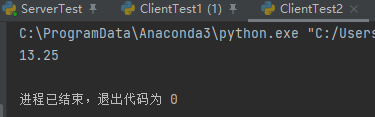 ServerTest ClientTest1 (1) ClientTest2
C:\ProgramData\Anaconda3\python.exe "C:/Users
13.25
进程已结束，退出代码为 0